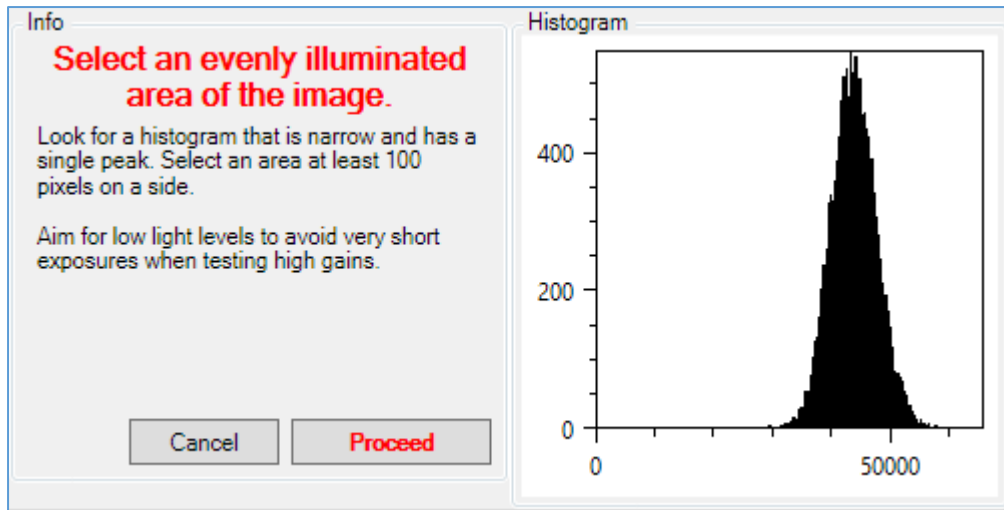 Info
Select an evenly illuminated
area of the image.
Look for a histogram that is narrow and has a
single peak. Select an area at least 100
pixels on a side.
Aim for low light levels to avoid very short
exposures when testing high gains.
Cancel
Proceed
Histogram
400
200
0
0
50000